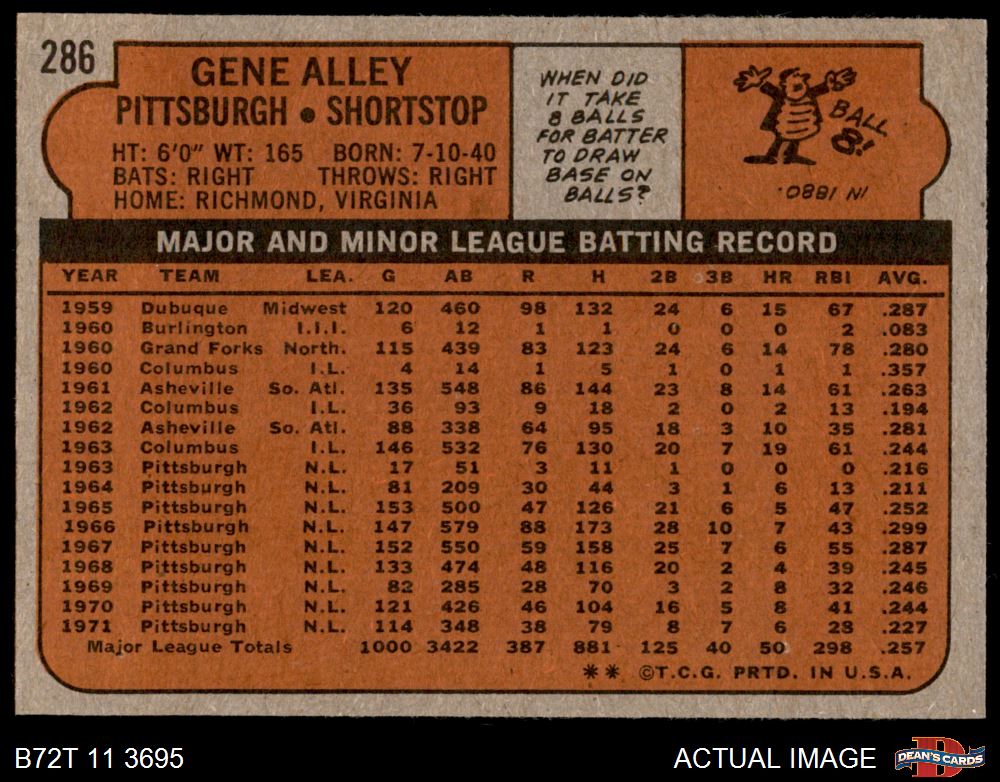 286
GENE ALLEY
PITTSBURGH • SHORTSTOP
HT: 6'0" WT: 165 BORN: 7-10-40
BATS: RIGHT THROWS: RIGHT
HOME: RICHMOND, VIRGINIA
WHEN DID
IT TAKE
8 BALLS
FOR BATTER
TO DRAW
BASE ON
BALLS?
BALL
8!
IN 1880.
MAJOR AND MINOR LEAGUE BATTING RECORD
YEAR TEAM LEA. G AB R H 2B 3B HR RBI AVG.
1959 Dubuque Midwest 120 460 98 132 24 6 15 67 .287
1960 Burlington I.I.I. 6 12 1 1 0 0 0 2 .083
1960 Grand Forks North. 115 439 83 123 24 6 14 78 .280
1960 Columbus I.L. 4 14 1 5 1 0 1 1 .357
1961 Asheville So. Atl. 135 548 86 144 23 8 14 61 .263
1962 Columbus I.L. 36 93 9 18 2 0 2 13 .194
1962 Asheville So. Atl. 88 338 64 95 18 3 10 35 .281
1963 Columbus I.L. 146 532 76 130 20 7 19 61 .244
1963 Pittsburgh N.L. 17 51 3 11 1 0 0 0 .216
1964 Pittsburgh N.L. 81 209 30 44 3 1 6 13 .211
1965 Pittsburgh N.L. 153 500 47 126 21 6 5 47 .252
1966 Pittsburgh N.L. 147 579 88 173 28 10 7 43 .299
1967 Pittsburgh N.L. 152 550 59 158 25 7 6 55 .287
1968 Pittsburgh N.L. 133 474 48 116 20 2 4 39 .245
1969 Pittsburgh N.L. 82 285 28 70 3 2 8 32 .246
1970 Pittsburgh N.L. 121 426 46 104 16 5 8 41 .244
1971 Pittsburgh N.L. 114 348 38 79 8 7 6 28 .227
Major League Totals 1000 3422 387 881 125 40 50 298 .257
** ©T.C.G. PRTD. IN U.S.A.
B72T 11 3695 ACTUAL IMAGE D DEAN'S CARDS